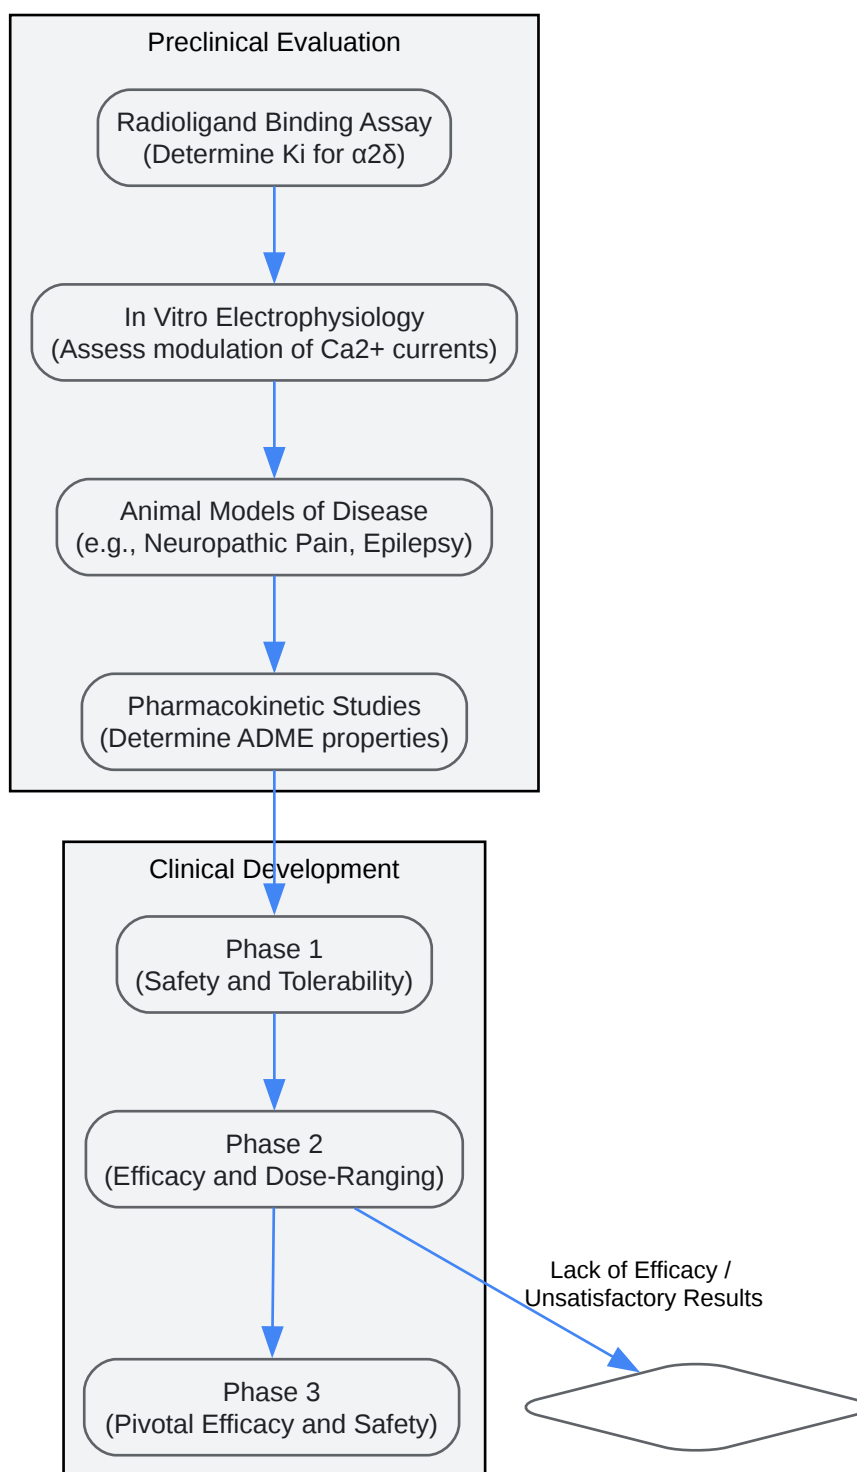 Preclinical Evaluation
Radioligand Binding Assay
(Determine Ki for α2δ)
In Vitro Electrophysiology
(Assess modulation of Ca2+ currents)
Animal Models of Disease
(e.g., Neuropathic Pain, Epilepsy)
Pharmacokinetic Studies
(Determine ADME properties)
Clinical Development
Phase 1
(Safety and Tolerability)
Phase 2
(Efficacy and Dose-Ranging)
Lack of Efficacy /
Unsatisfactory Results
Phase 3
(Pivotal Efficacy and Safety)